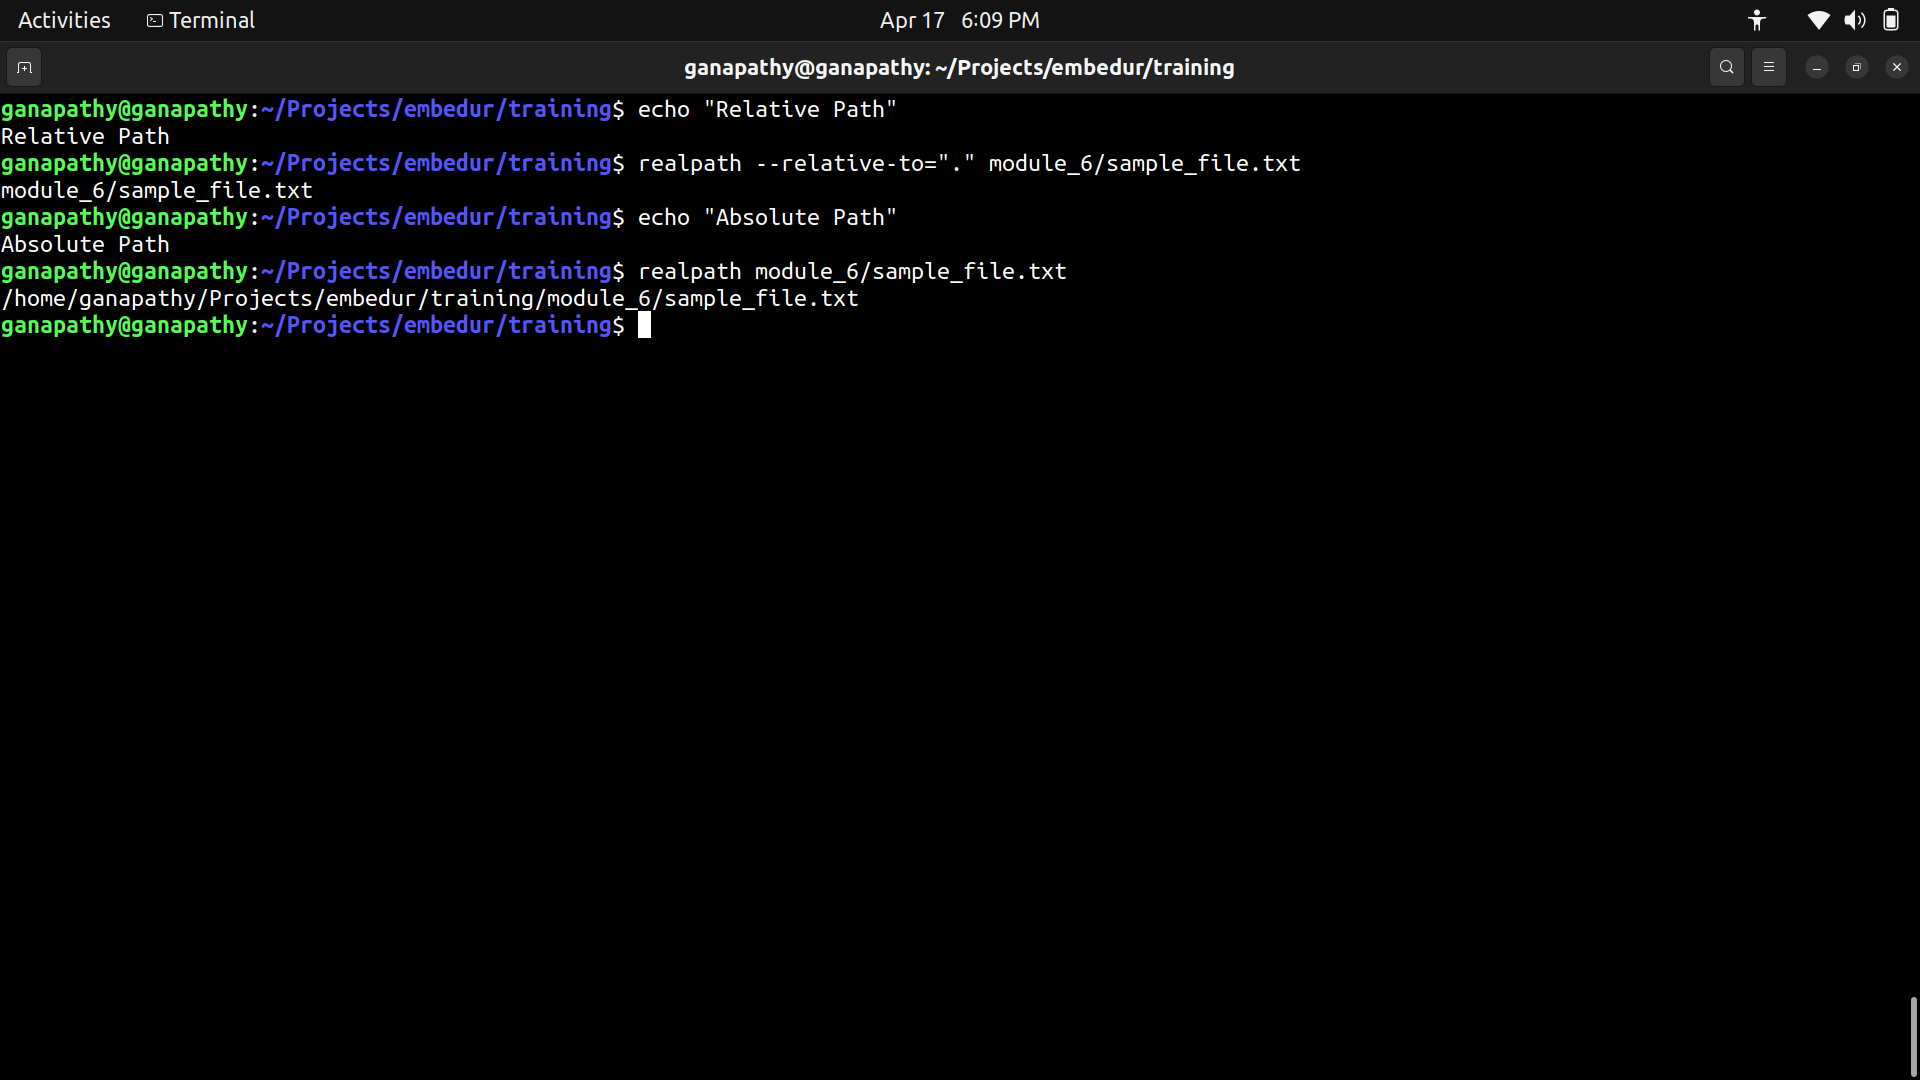 Activities Terminal Apr 17 6:09 PM
ganapathy@ganapathy: ~/Projects/embedur/training
ganapathy@ganapathy:~/Projects/embedur/training$ echo "Relative Path"
Relative Path
ganapathy@ganapathy:~/Projects/embedur/training$ realpath --relative-to="." module_6/sample_file.txt
module_6/sample_file.txt
ganapathy@ganapathy:~/Projects/embedur/training$ echo "Absolute Path"
Absolute Path
ganapathy@ganapathy:~/Projects/embedur/training$ realpath module_6/sample_file.txt
/home/ganapathy/Projects/embedur/training/module_6/sample_file.txt
ganapathy@ganapathy:~/Projects/embedur/training$